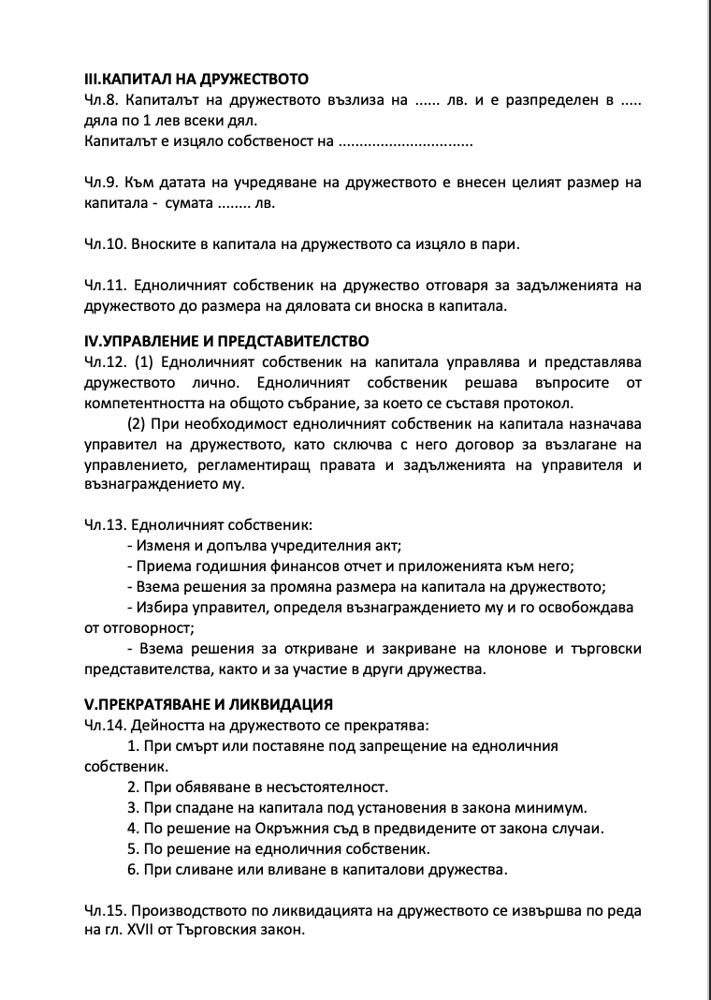 III.КАПИТАЛ НА ДРУЖЕСТВОТО
Чл.8. Капиталът на дружеството възлиза на ...... лв. и е разпределен в .....
дяла по 1 лев всеки дял.
Капиталът е изцяло собственост на ................................
Чл.9. Към датата на учредяване на дружеството е внесен целият размер на
капитала - сумата ........ лв.
Чл.10. Вноските в капитала на дружеството са изцяло в пари.
Чл.11. Едноличният собственик на дружество отговаря за задълженията на
дружеството до размера на дяловата си вноска в капитала.
IV.УПРАВЛЕНИЕ И ПРЕДСТАВИТЕЛСТВО
Чл.12. (1) Едноличният собственик на капитала управлява и представлява
дружеството лично. Едноличният собственик решава въпросите от
компетентността на общото събрание, за което се съставя протокол.
(2) При необходимост едноличният собственик на капитала назначава
управител на дружеството, като сключва с него договор за възлагане на
управлението, регламентиращ правата и задълженията на управителя и
възнаграждението му.
Чл.13. Едноличният собственик:
- Изменя и допълва учредителния акт;
- Приема годишния финансов отчет и приложенията към него;
- Взема решения за промяна размера на капитала на дружеството;
- Избира управител, определя възнаграждението му и го освобождава
от отговорност;
- Взема решения за откриване и закриване на клонове и търговски
представителства, както и за участие в други дружества.
V.ПРЕКРАТЯВАНЕ И ЛИКВИДАЦИЯ
Чл.14. Дейността на дружеството се прекратява:
1. При смърт или поставяне под запрещение на едноличния
собственик.
2. При обявяване в несъстоятелност.
3. При спадане на капитала под установения в закона минимум.
4. По решение на Окръжния съд в предвидените от закона случаи.
5. По решение на едноличния собственик.
6. При сливане или вливане в капиталови дружества.
Чл.15. Производството по ликвидацията на дружеството се извършва по реда
на гл. XVII от Търговския закон.